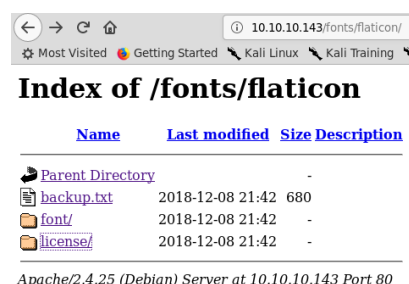 10.10.10.143/fonts/flaticon/
Most Visited Getting Started Kali Linux Kali Training
Index of /fonts/flaticon
Name Last modified Size Description
Parent Directory -
backup.txt 2018-12-08 21:42 680
font/ 2018-12-08 21:42 -
license/ 2018-12-08 21:42 -
Apache/2.4.25 (Debian) Server at 10.10.10.143 Port 80